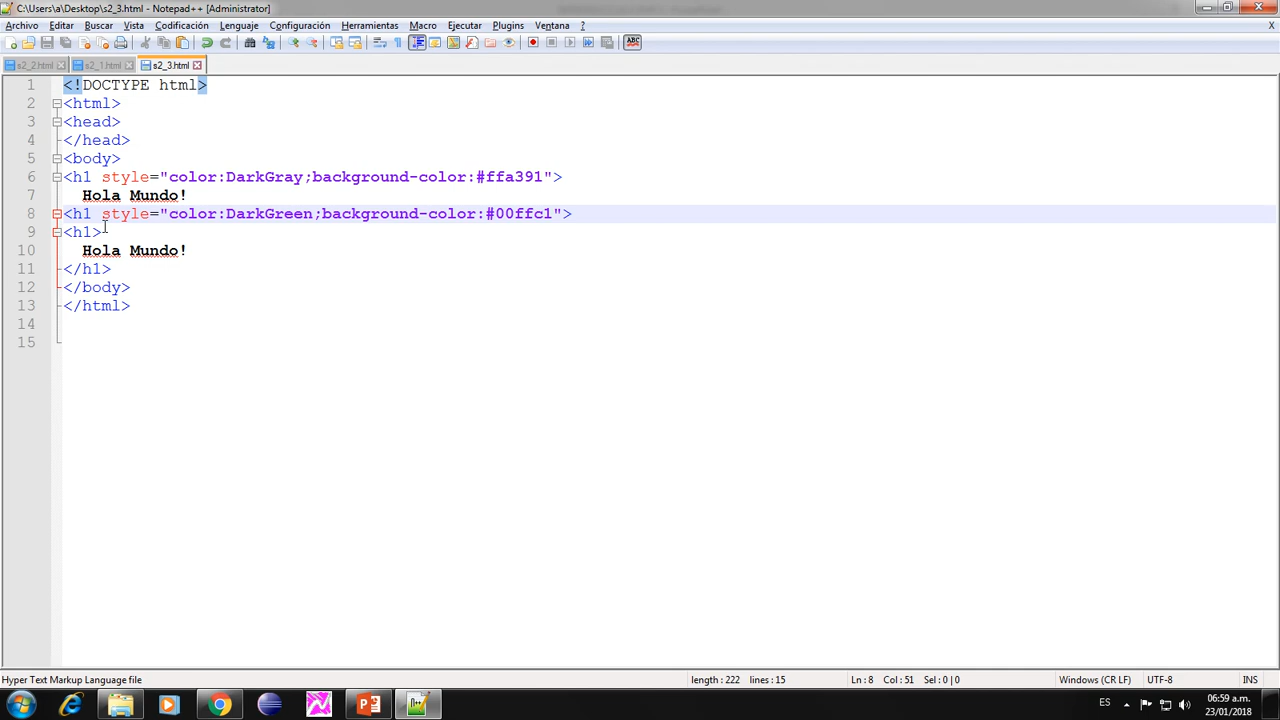 C:\Users\a\Desktop\s2_3.html - Notepad++ [Administrator]
Archivo Editar Buscar Vista Codificación Lenguaje Configuración Herramientas Macro Ejecutar Plugins Ventana ?
s2_2.html s2_1.html s2_3.html
1 <!DOCTYPE html>
2 <html>
3 <head>
4 </head>
5 <body>
6 <h1 style="color:DarkGray;background-color:#ffa391">
7 Hola Mundo!
8 <h1 style="color:DarkGreen;background-color:#00ffc1">
9 <h1>
10 Hola Mundo!
11 </h1>
12 </body>
13 </html>
14
15
Hyper Text Markup Language file length : 222 lines : 15 Ln : 8 Col : 51 Sel : 0 | 0 Windows (CR LF) UTF-8 INS
ES 06:59 a.m.
23/01/2018